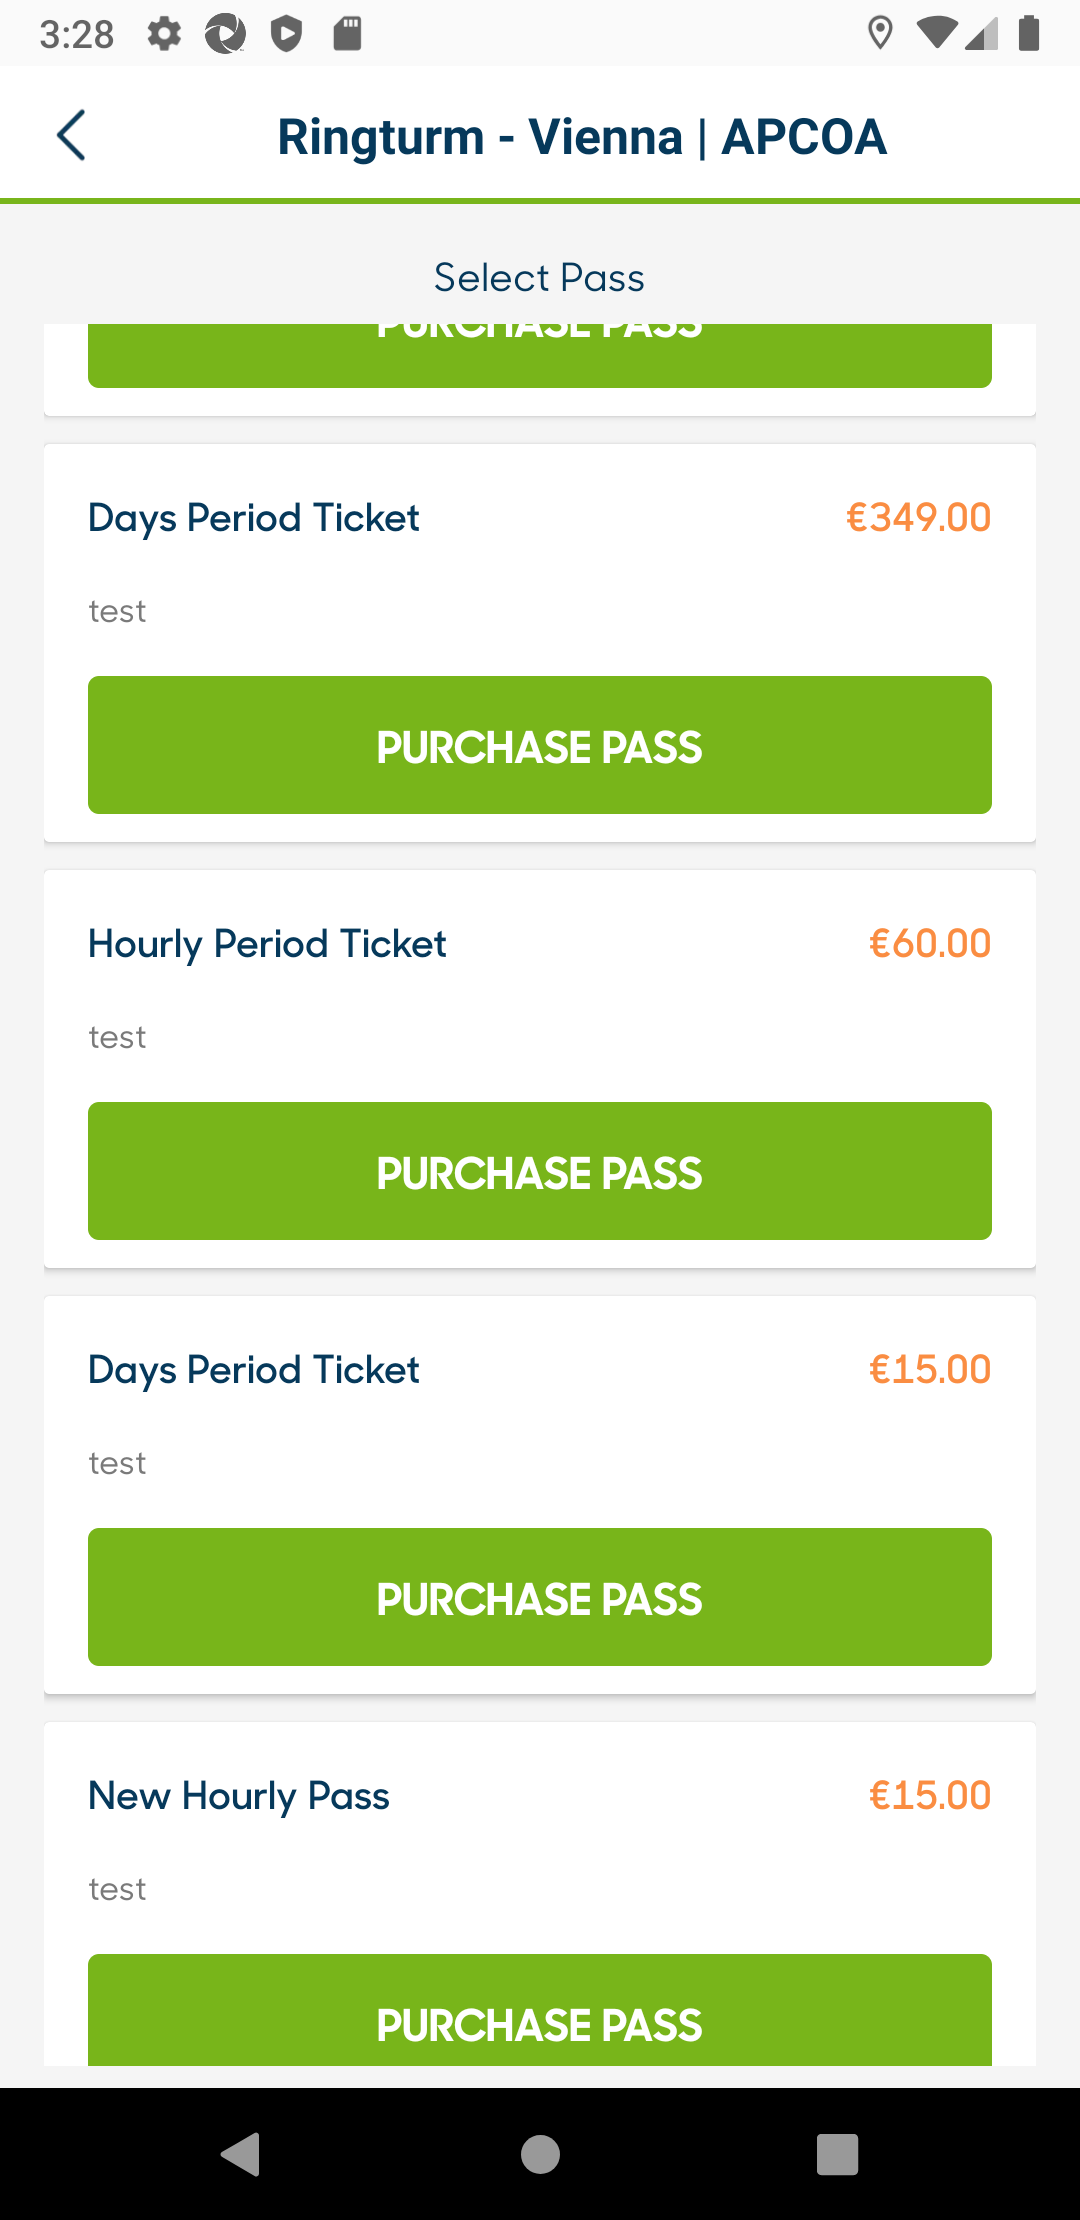 3:28
Ringturm - Vienna | APCOA
Select Pass
PURCHASE PASS
Days Period Ticket €349.00
test
PURCHASE PASS
Hourly Period Ticket €60.00
test
PURCHASE PASS
Days Period Ticket €15.00
test
PURCHASE PASS
New Hourly Pass €15.00
test
PURCHASE PASS